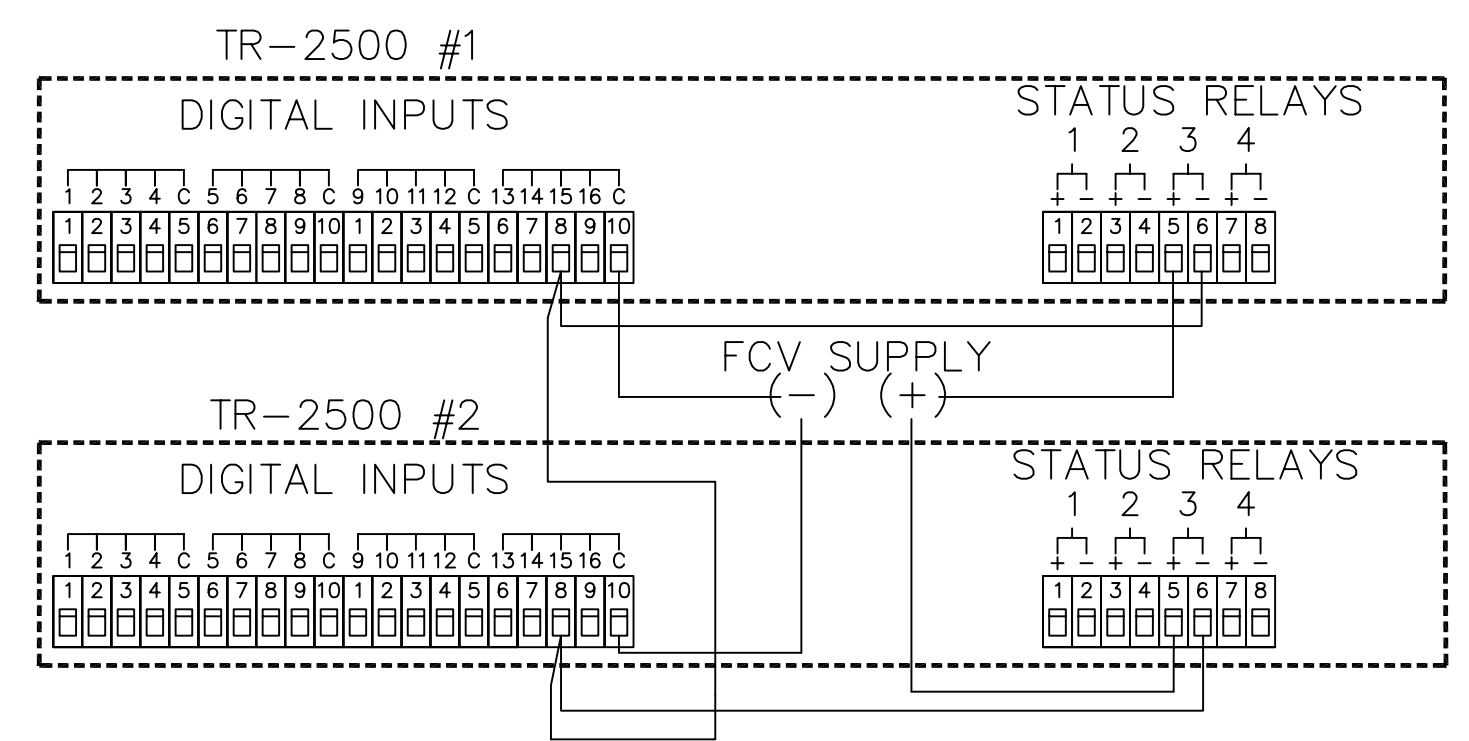 TR-2500 #1
DIGITAL INPUTS
STATUS RELAYS
1 2 3 4
1 2 3 4 C 5 6 7 8 C 9 10 11 12 C 13 14 15 16 C
+ - + - + - + -
1 2 3 4 5 6 7 8 9 10 1 2 3 4 5 6 7 8 9 10
1 2 3 4 5 6 7 8
FCV SUPPLY
(-) (+)
TR-2500 #2
DIGITAL INPUTS
STATUS RELAYS
1 2 3 4
1 2 3 4 C 5 6 7 8 C 9 10 11 12 C 13 14 15 16 C
+ - + - + - + -
1 2 3 4 5 6 7 8 9 10 1 2 3 4 5 6 7 8 9 10
1 2 3 4 5 6 7 8